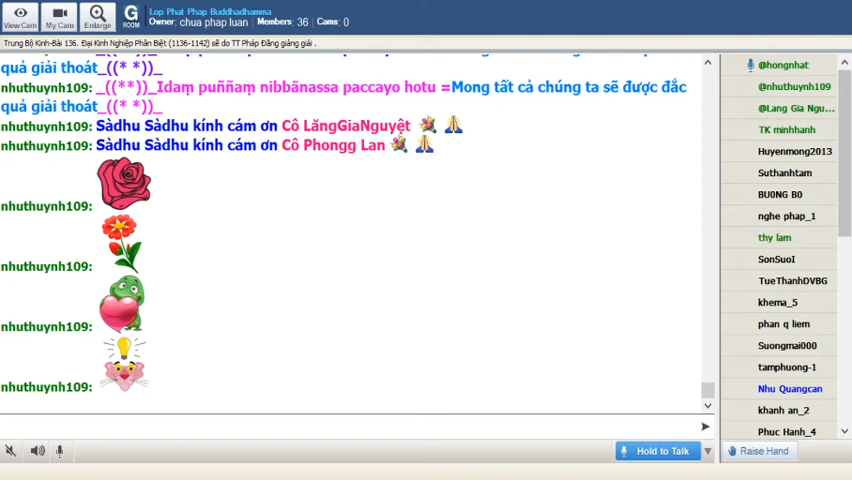 Lop Phat Phap Buddhadhamma
Owner: chua phap luan Members: 36 Cams: 0
View Cam My Cam Enlarge G ROOM
Trung Bộ Kinh-Bài 136. Đại Kinh Nghiệp Phân Biệt (1136-1142) sẽ do TT Pháp Đăng giảng giải .
quả giải thoát_((* *))_
nhuthuynh109: _((**))_Idaṃ puññaṃ nibbānassa paccayo hotu =Mong tất cả chúng ta sẽ được đắc
quả giải thoát_((* *))_
nhuthuynh109: Sàdhu Sàdhu kính cám ơn Cô LăngGiaNguyệt
nhuthuynh109: Sàdhu Sàdhu kính cám ơn Cô Phongg Lan
nhuthuynh109:
nhuthuynh109:
nhuthuynh109:
nhuthuynh109:
@hongnhat
@nhuthuynh109
@Lang Gia Ngu...
TK minhhanh
Huyenmong2013
Suthanhtam
BU0NG B0
nghe phap_1
thy lam
SonSuoI
TueThanhDVBG
khema_5
phan q liem
Suongmai000
tamphuong-1
Nhu Quangcan
khanh an_2
Phuc Hanh_4
Hold to Talk
Raise Hand